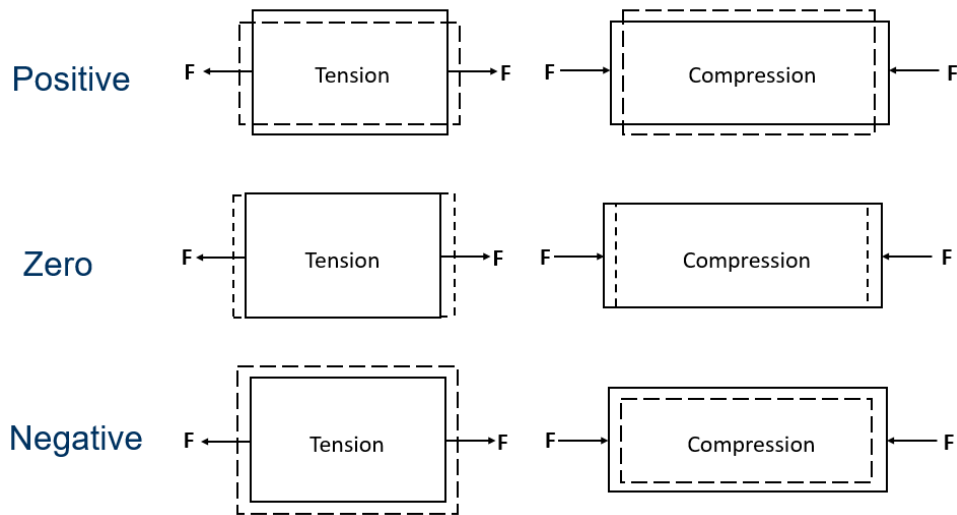 Positive
F
Tension
F
F
Compression
F
Zero
F
Tension
F
F
Compression
F
Negative
F
Tension
F
F
Compression
F